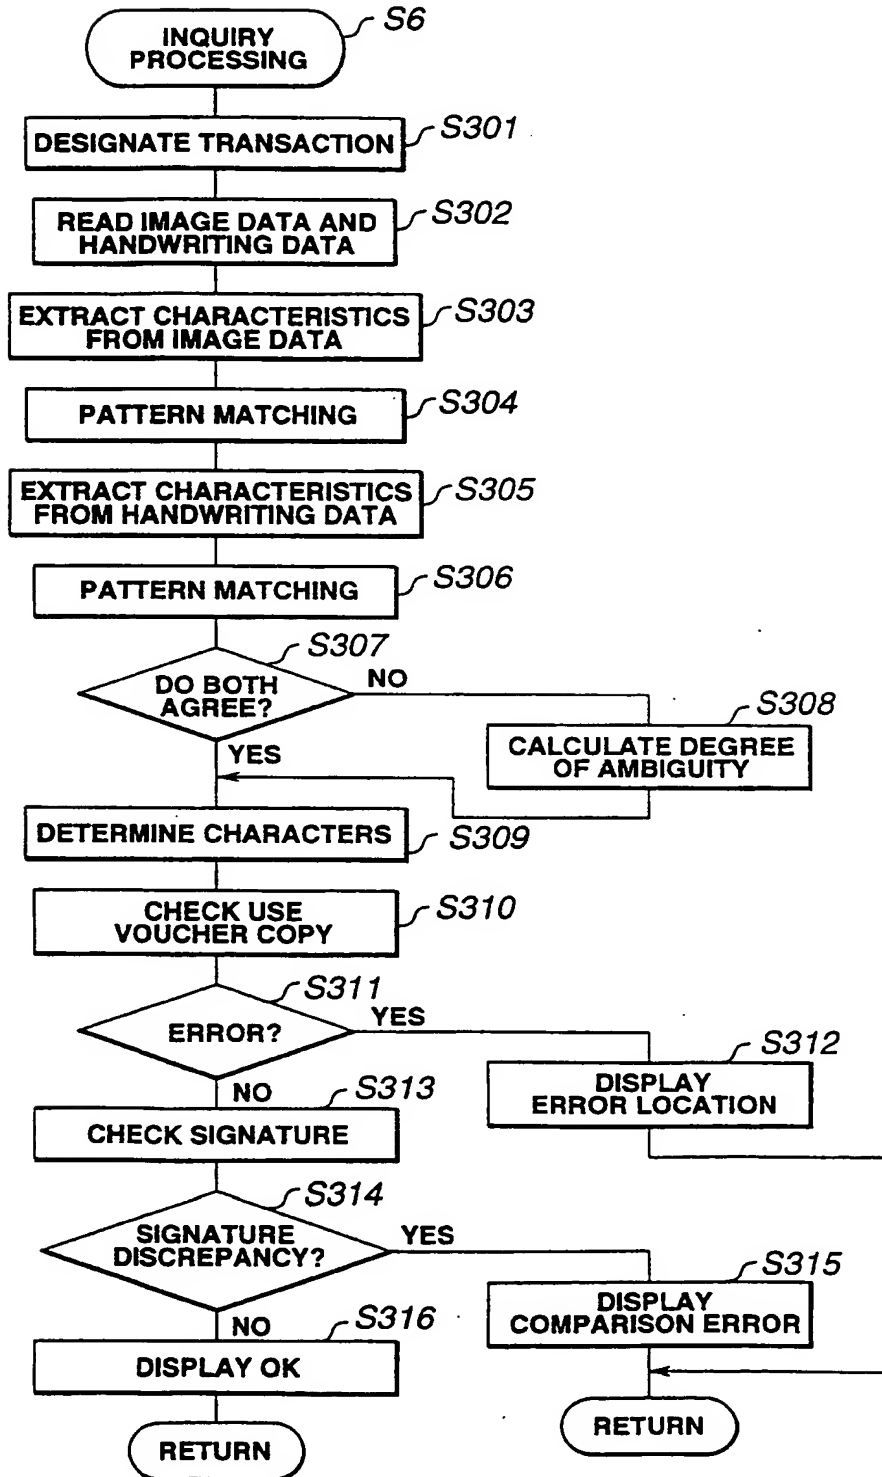 INQUIRY
PROCESSING
S6
DESIGNATE TRANSACTION
S301
READ IMAGE DATA AND
HANDWRITING DATA
S302
EXTRACT CHARACTERISTICS
FROM IMAGE DATA
S303
PATTERN MATCHING
S304
EXTRACT CHARACTERISTICS
FROM HANDWRITING DATA
S305
PATTERN MATCHING
S306
DO BOTH
AGREE?
S307
NO
YES
CALCULATE DEGREE
OF AMBIGUITY
S308
DETERMINE CHARACTERS
S309
CHECK USE
VOUCHER COPY
S310
ERROR?
S311
YES
NO
DISPLAY
ERROR LOCATION
S312
CHECK SIGNATURE
S313
SIGNATURE
DISCREPANCY?
S314
YES
NO
DISPLAY
COMPARISON ERROR
S315
DISPLAY OK
S316
RETURN
RETURN